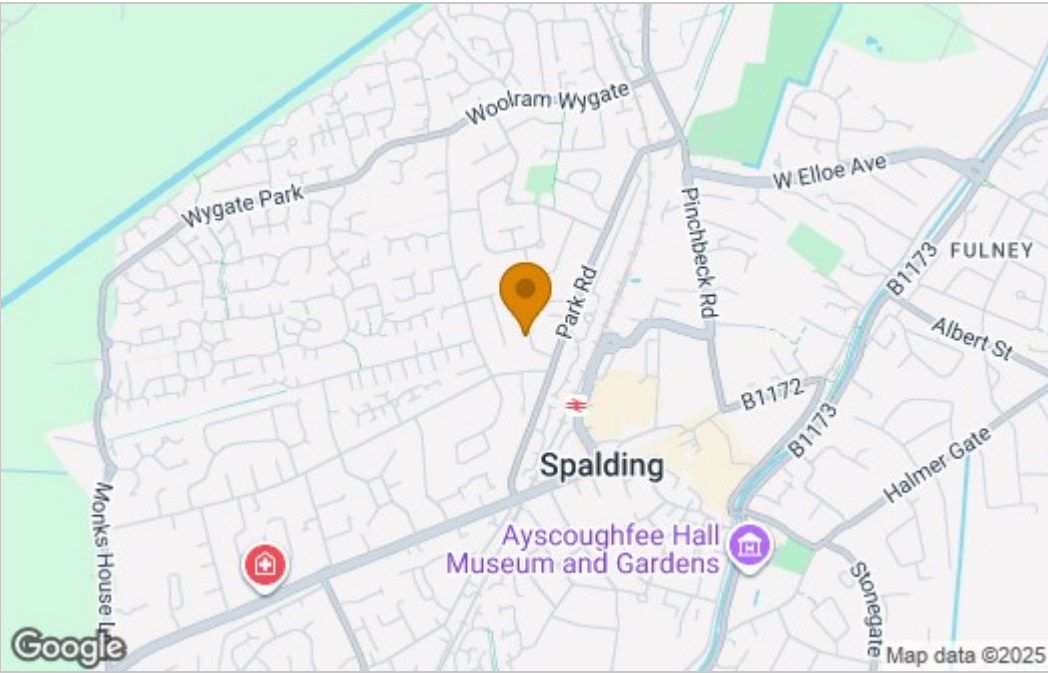 Woolram Wygate
W Elloe Ave
Wygate Park
Pinchbeck Rd
FULNEY
B1173
Park Rd
Albert St
B1172
B1173
Halmer Gate
Spalding
Monks House L
Ayscoughfee Hall
Museum and Gardens
Stonegate
Google
Map data ©2025